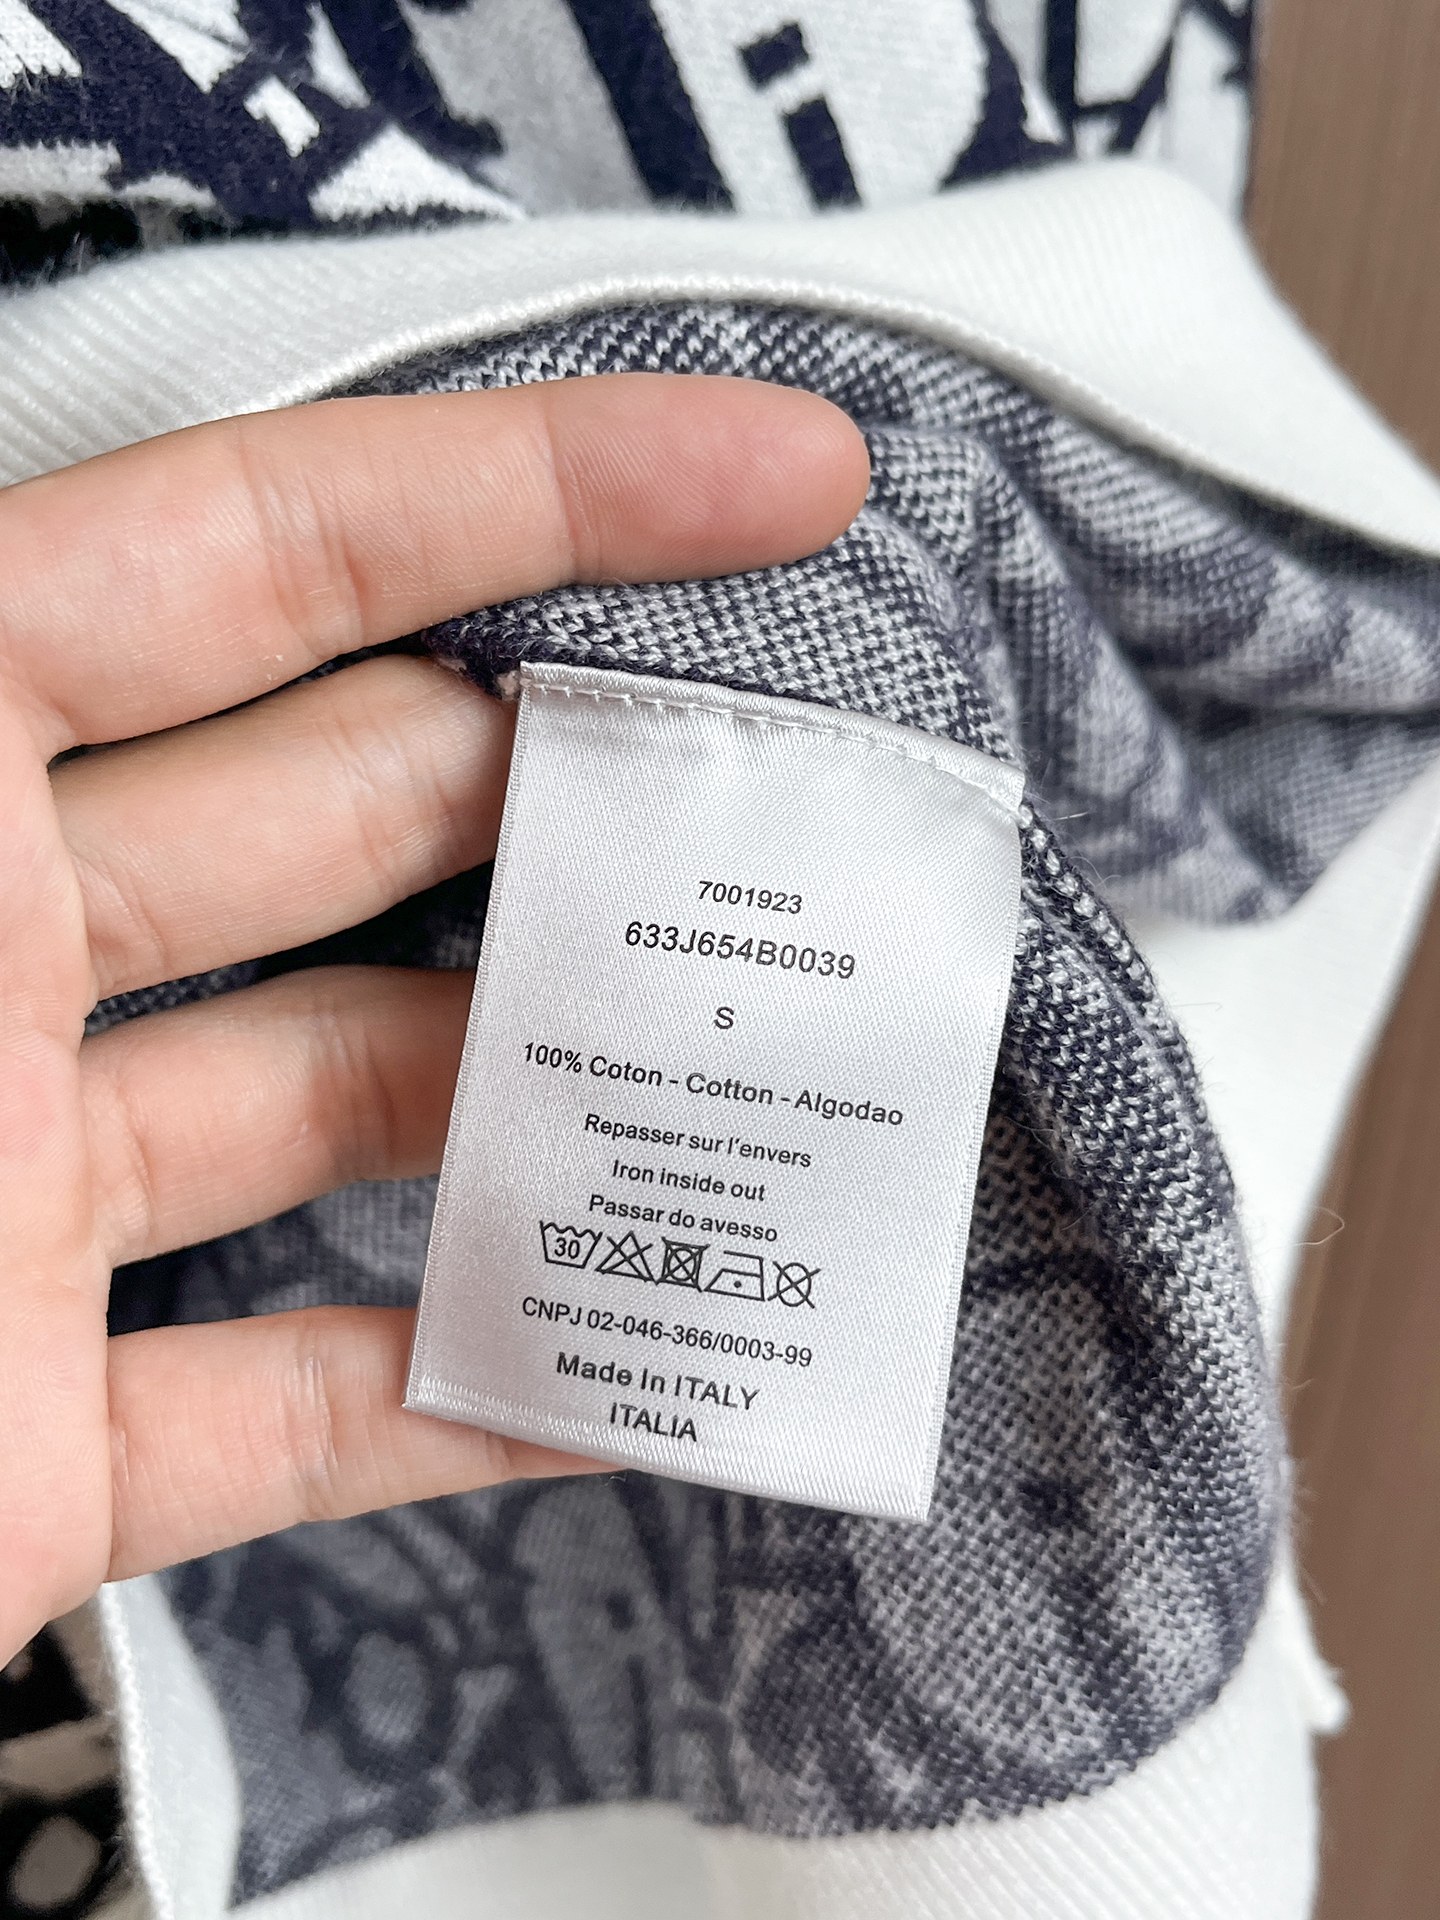 7001923
633J654B0039
S
100% Coton - Cotton - Algodao
Repasser sur l'envers
Iron inside out
Passar do avesso
30
CNPJ 02-046-366/0003-99
Made In ITALY
ITALIA